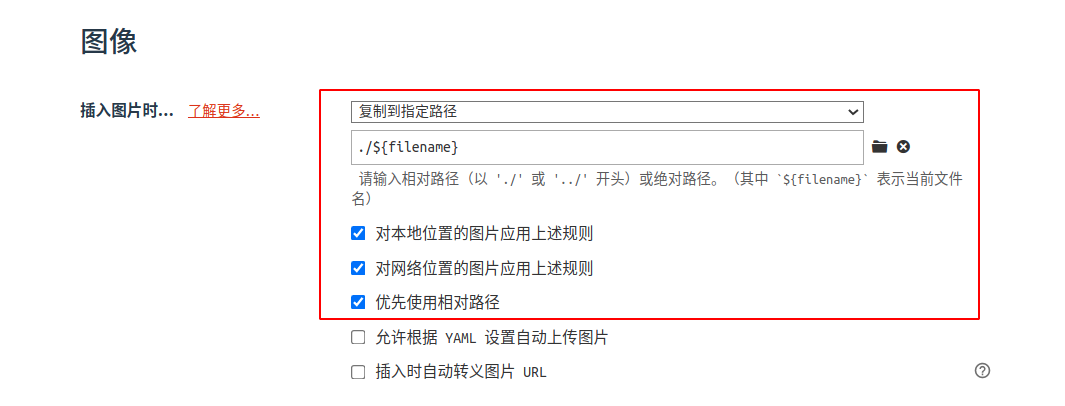 图像
插入图片时... 了解更多...
复制到指定路径
./${filename}
请输入相对路径（以 './' 或 '../' 开头）或绝对路径。（其中 `${filename}` 表示当前文件
名）
对本地位置的图片应用上述规则
对网络位置的图片应用上述规则
优先使用相对路径
允许根据 YAML 设置自动上传图片
插入时自动转义图片 URL